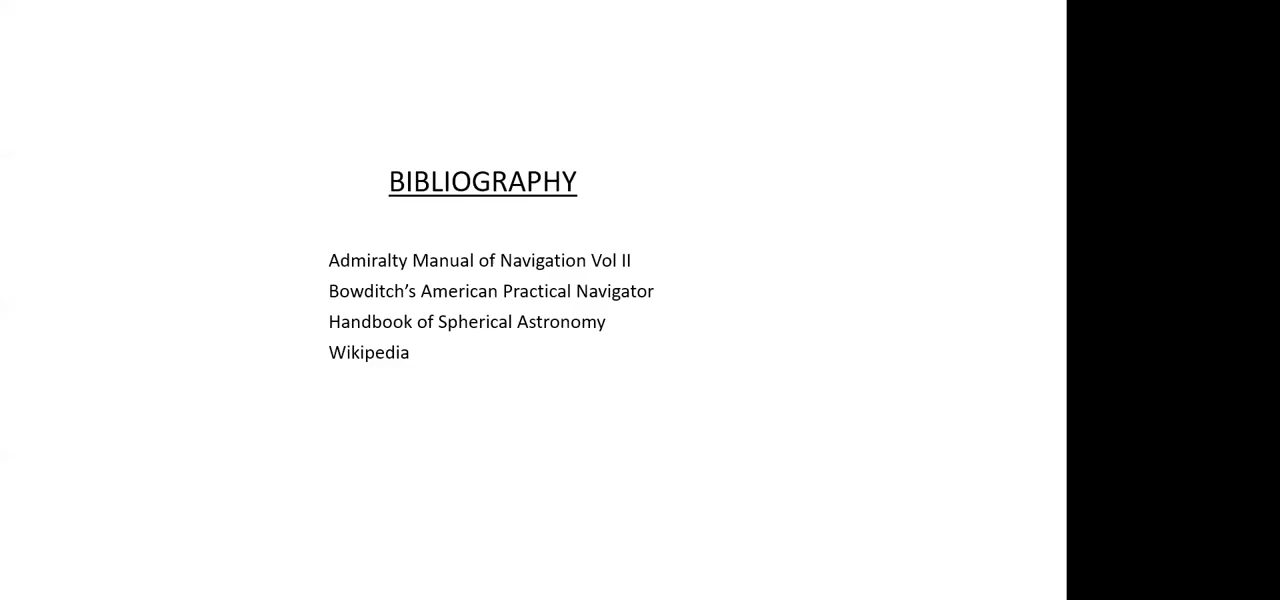 BIBLIOGRAPHY
Admiralty Manual of Navigation Vol II
Bowditch’s American Practical Navigator
Handbook of Spherical Astronomy
Wikipedia